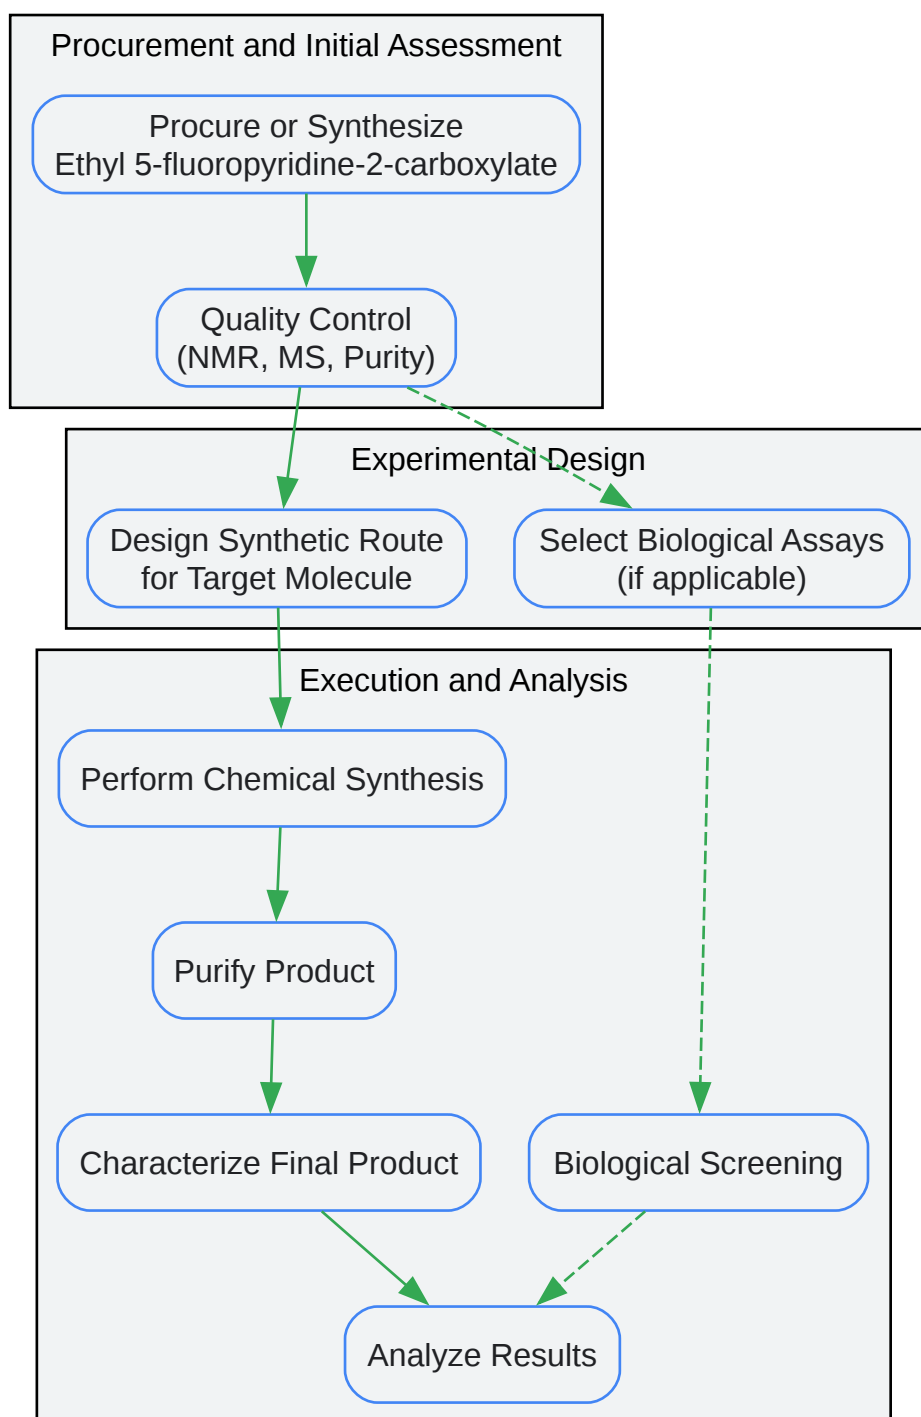 Procurement and Initial Assessment
Procure or Synthesize
Ethyl 5-fluoropyridine-2-carboxylate
Quality Control
(NMR, MS, Purity)
Experimental Design
Design Synthetic Route
for Target Molecule
Select Biological Assays
(if applicable)
Execution and Analysis
Perform Chemical Synthesis
Purify Product
Characterize Final Product
Biological Screening
Analyze Results